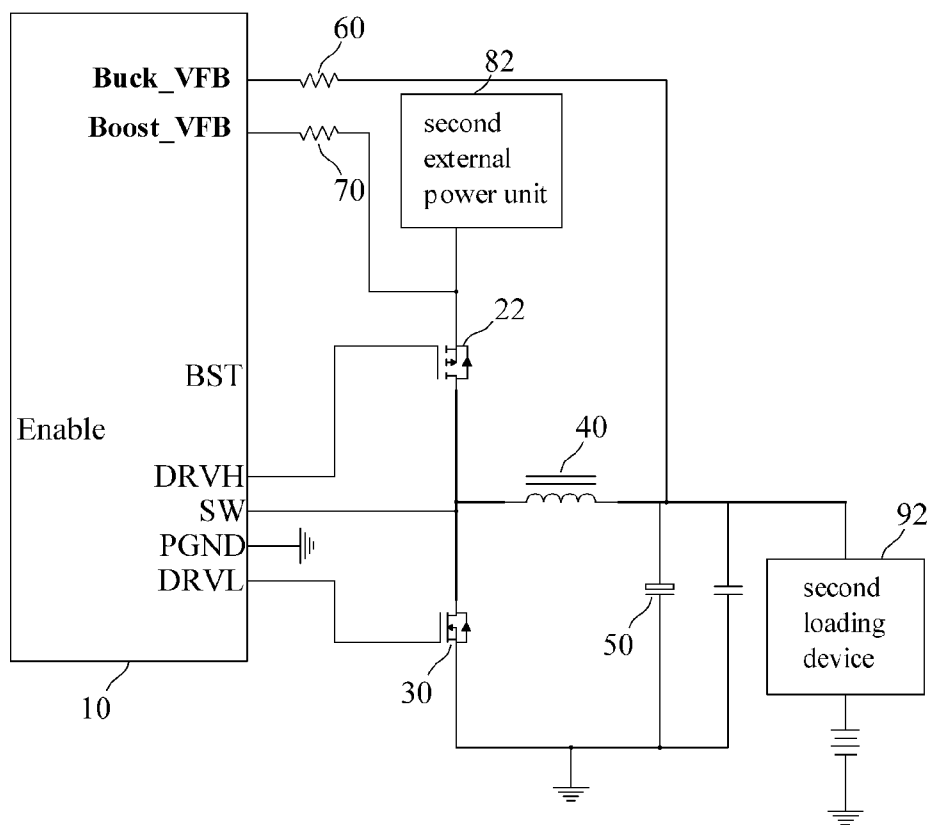 60
82
Buck_VFB
Boost_VFB
70
second
external
power unit
22
BST
Enable
40
DRVH
SW
PGND
DRVL
92
second
loading
device
50
30
10